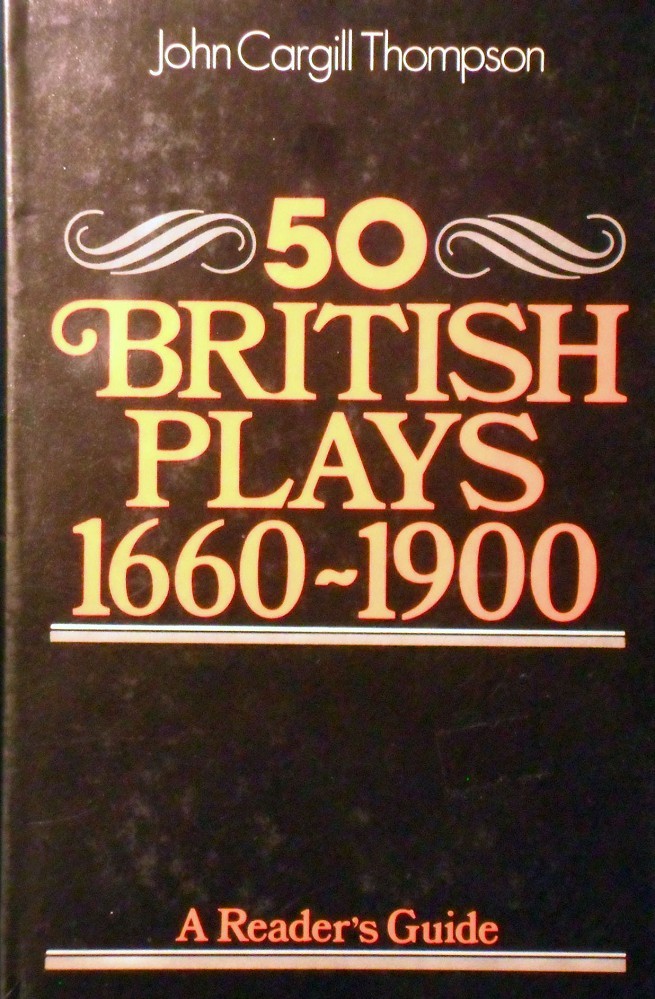 John Cargill Thompson
50
BRITISH
PLAYS
1660~1900
A Reader's Guide